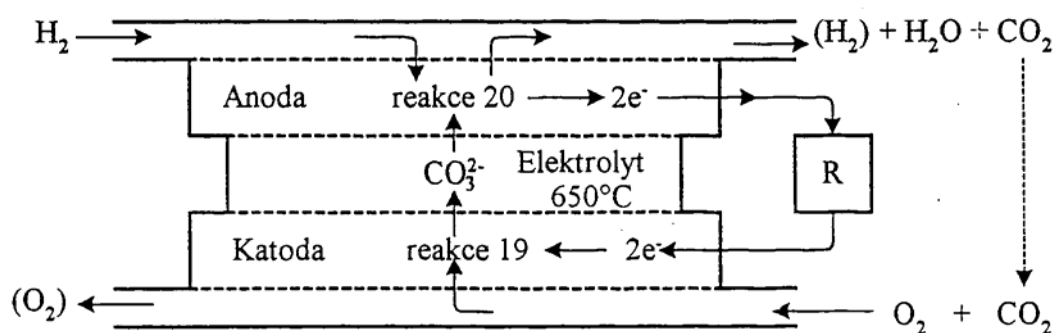 H₂ (H₂) + H₂O + CO₂
Anoda reakce 20 2e⁻
CO₃²⁻ Elektrolyt
650°C
R
Katoda reakce 19 2e⁻
(O₂) O₂ + CO₂